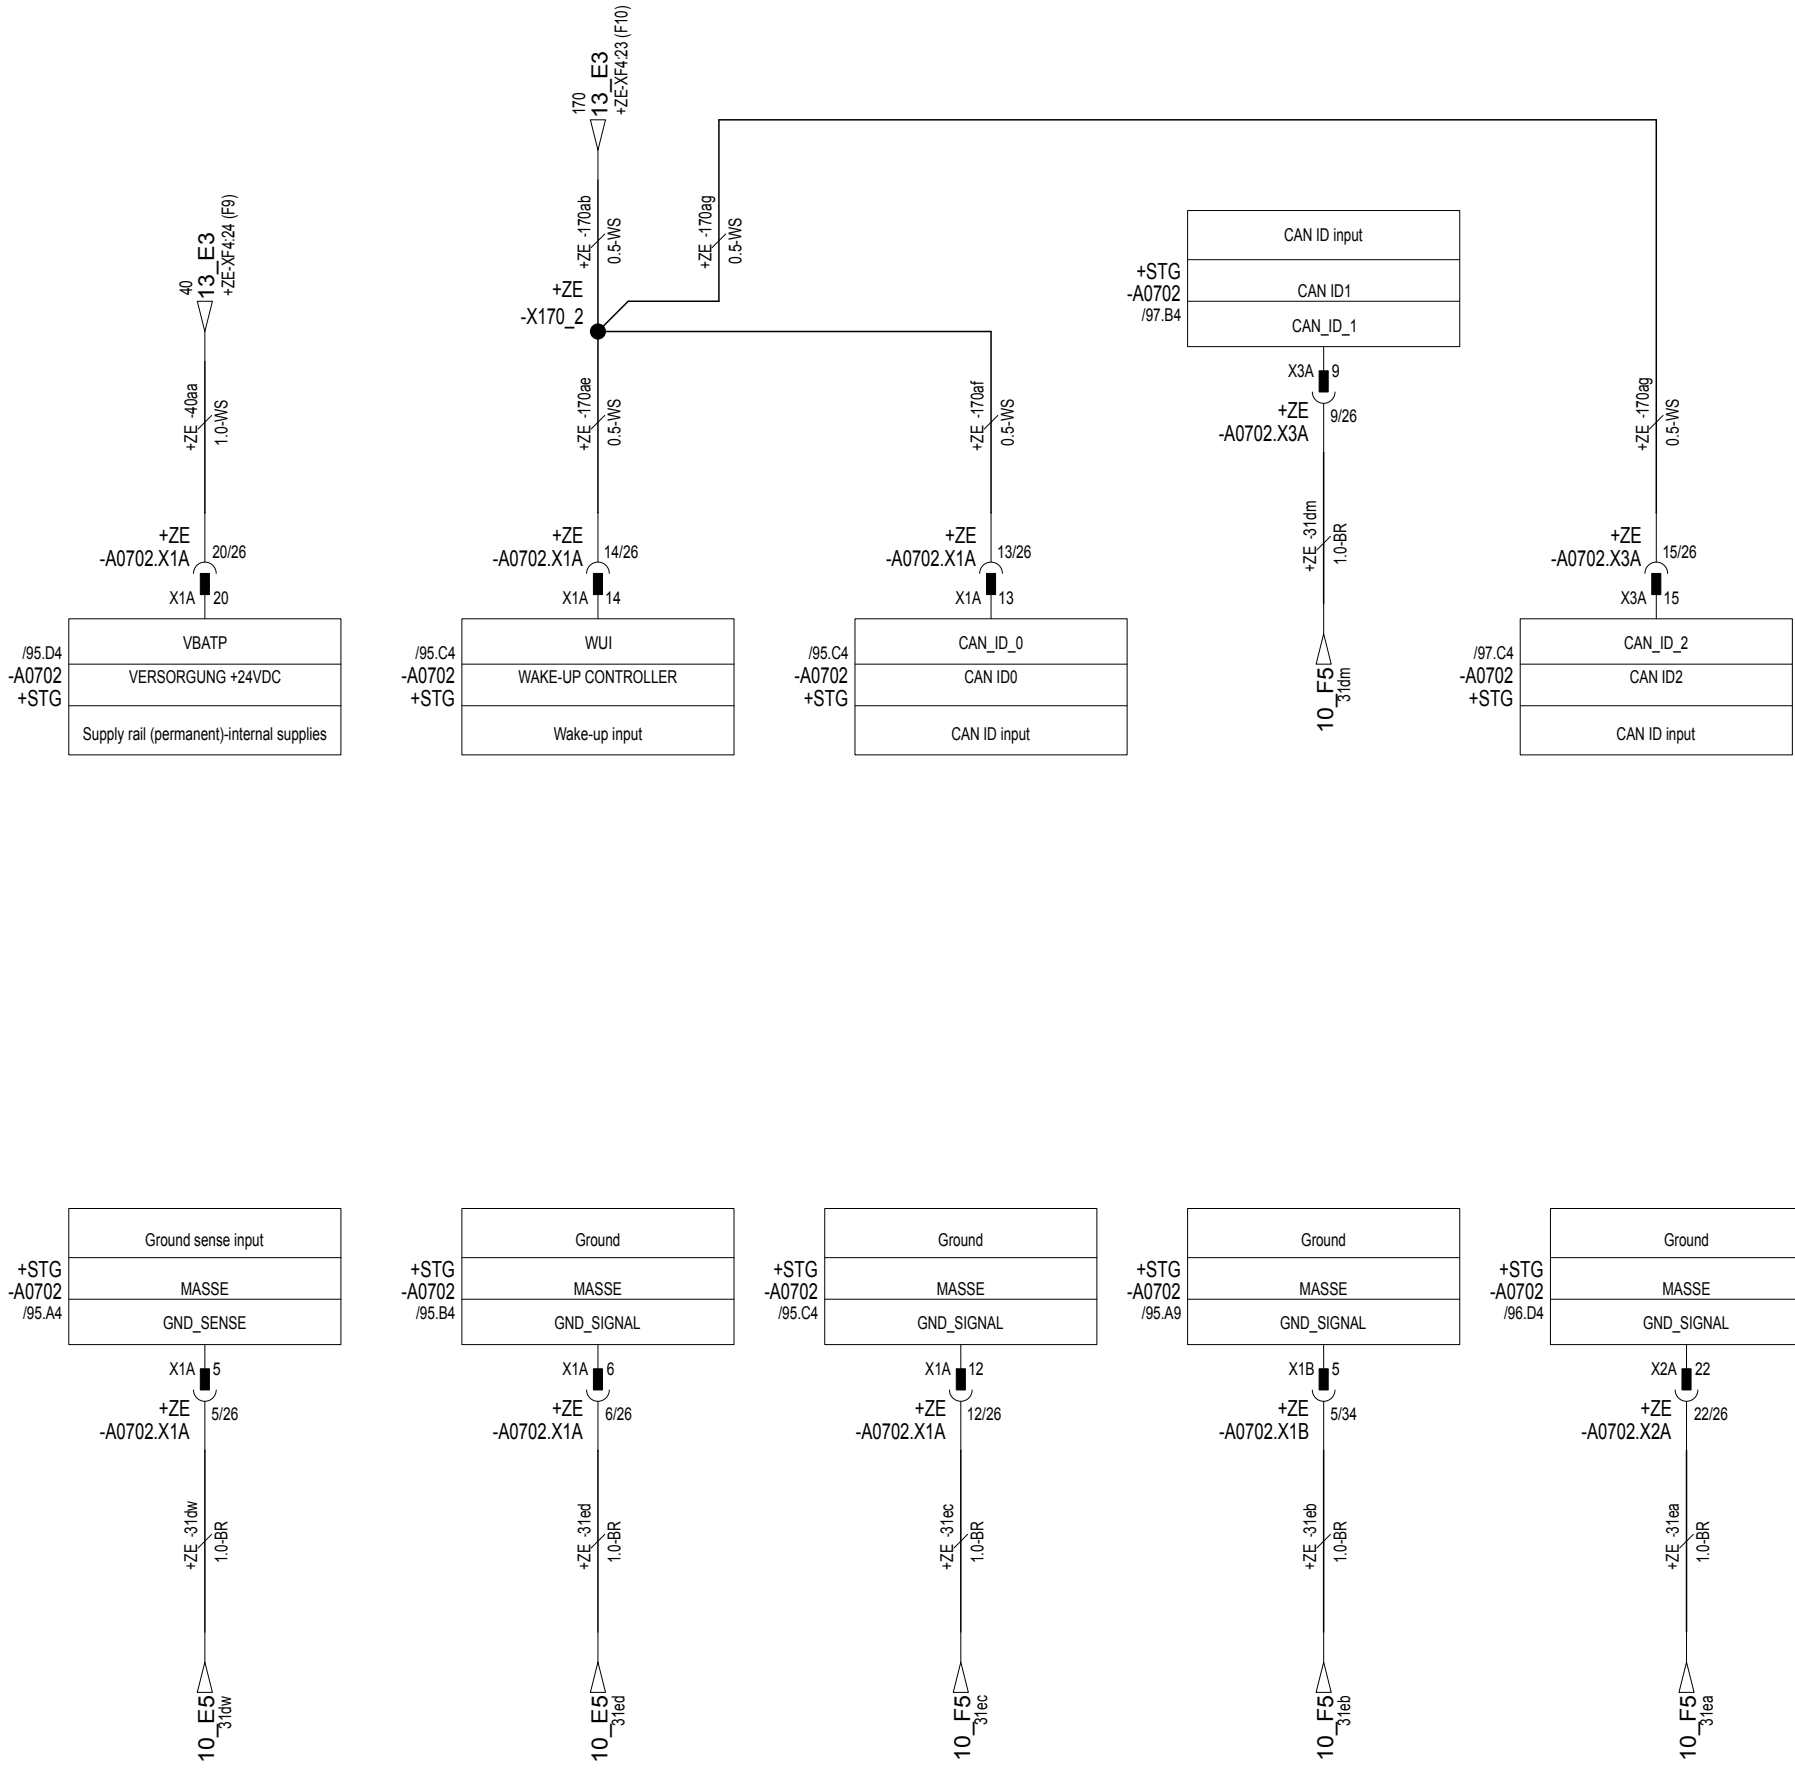 40
13_E3
+ZE-XF4:24 (F9)
+ZE -40aa
1.0-WS
+ZE
-A0702.X1A
20/26
X1A
20
/95.D4
-A0702
+STG
VBATP
VERSORGUNG +24VDC
Supply rail (permanent)-internal supplies
170
13_E3
+ZE-XF4:23 (F10)
+ZE -170ab
0.5-WS
+ZE -170ag
0.5-WS
+ZE
-X170_2
+ZE -170ae
0.5-WS
+ZE
-A0702.X1A
14/26
X1A
14
/95.C4
-A0702
+STG
WUI
WAKE-UP CONTROLLER
Wake-up input
+ZE -170af
0.5-WS
+ZE
-A0702.X1A
13/26
X1A
13
/95.C4
-A0702
+STG
CAN_ID_0
CAN ID0
CAN ID input
CAN ID input
CAN ID1
CAN_ID_1
+STG
-A0702
/97.B4
X3A
9
+ZE
-A0702.X3A
9/26
+ZE -31dm
1.0-BR
10_F5
31dm
+ZE -170ag
0.5-WS
+ZE
-A0702.X3A
15/26
X3A
15
/97.C4
-A0702
+STG
CAN_ID_2
CAN ID2
CAN ID input
Ground sense input
MASSE
GND_SENSE
+STG
-A0702
/95.A4
X1A
5
+ZE
-A0702.X1A
5/26
+ZE -31dw
1.0-BR
10_E5
31dw
Ground
MASSE
GND_SIGNAL
+STG
-A0702
/95.B4
X1A
6
+ZE
-A0702.X1A
6/26
+ZE -31ed
1.0-BR
10_E5
31ed
Ground
MASSE
GND_SIGNAL
+STG
-A0702
/95.C4
X1A
12
+ZE
-A0702.X1A
12/26
+ZE -31ec
1.0-BR
10_F5
31ec
Ground
MASSE
GND_SIGNAL
+STG
-A0702
/95.A9
X1B
5
+ZE
-A0702.X1B
5/34
+ZE -31eb
1.0-BR
10_F5
31eb
Ground
MASSE
GND_SIGNAL
+STG
-A0702
/96.D4
X2A
22
+ZE
-A0702.X2A
22/26
+ZE -31ea
1.0-BR
10_F5
31ea